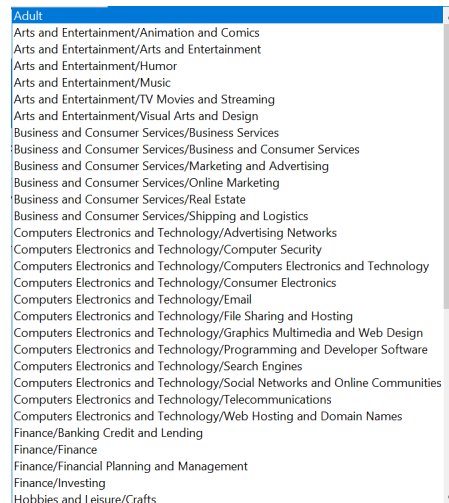 Adult
Arts and Entertainment/Animation and Comics
Arts and Entertainment/Arts and Entertainment
Arts and Entertainment/Humor
Arts and Entertainment/Music
Arts and Entertainment/TV Movies and Streaming
Arts and Entertainment/Visual Arts and Design
Business and Consumer Services/Business Services
Business and Consumer Services/Business and Consumer Services
Business and Consumer Services/Marketing and Advertising
Business and Consumer Services/Online Marketing
Business and Consumer Services/Real Estate
Business and Consumer Services/Shipping and Logistics
Computers Electronics and Technology/Advertising Networks
Computers Electronics and Technology/Computer Security
Computers Electronics and Technology/Computers Electronics and Technology
Computers Electronics and Technology/Consumer Electronics
Computers Electronics and Technology/Email
Computers Electronics and Technology/File Sharing and Hosting
Computers Electronics and Technology/Graphics Multimedia and Web Design
Computers Electronics and Technology/Programming and Developer Software
Computers Electronics and Technology/Search Engines
Computers Electronics and Technology/Social Networks and Online Communities
Computers Electronics and Technology/Telecommunications
Computers Electronics and Technology/Web Hosting and Domain Names
Finance/Banking Credit and Lending
Finance/Finance
Finance/Financial Planning and Management
Finance/Investing
Hobbies and Leisure/Crafts